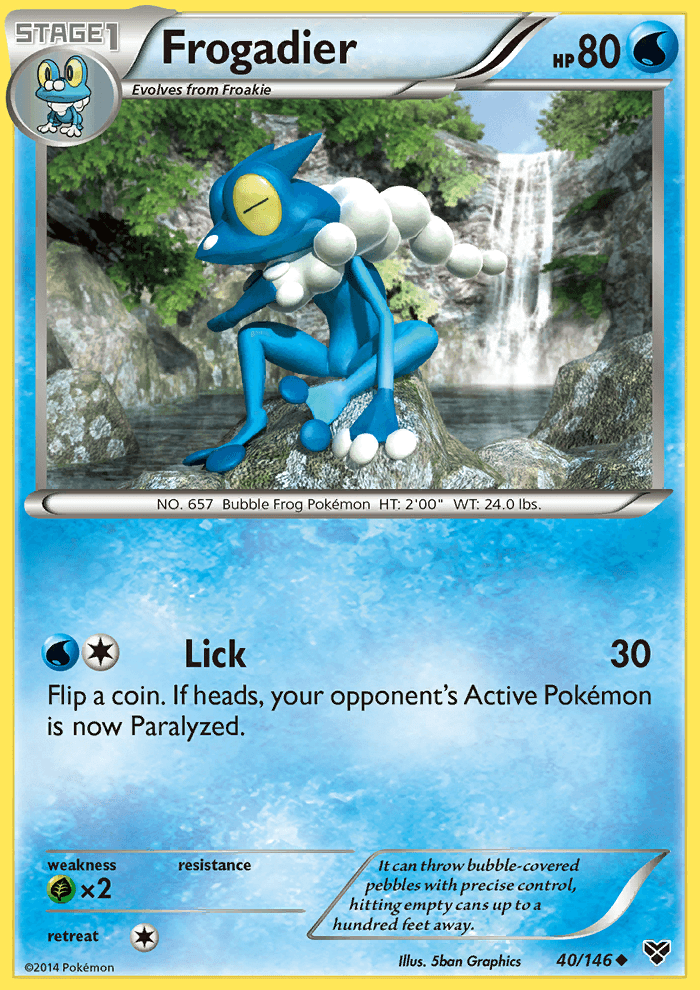 STAGE1
Frogadier
HP80
Evolves from Froakie
NO. 657 Bubble Frog Pokémon HT: 2'00" WT: 24.0 lbs.
Lick 30
Flip a coin. If heads, your opponent's Active Pokémon
is now Paralyzed.
weakness resistance
×2
It can throw bubble-covered
pebbles with precise control,
hitting empty cans up to a
hundred feet away.
retreat
©2014 Pokémon
Illus. 5ban Graphics 40/146